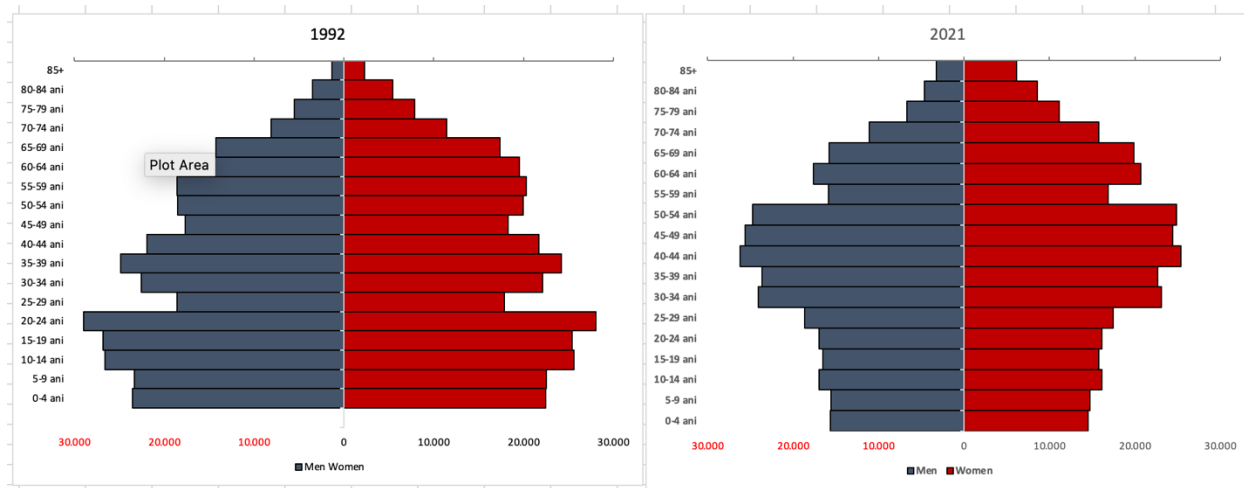 1992
85+
80-84 ani
75-79 ani
70-74 ani
65-69 ani
60-64 ani
55-59 ani
50-54 ani
45-49 ani
40-44 ani
35-39 ani
30-34 ani
25-29 ani
20-24 ani
15-19 ani
10-14 ani
5-9 ani
0-4 ani
Plot Area
30.000 20.000 10.000 0 10.000 20.000 30.000
Men Women
2021
85+
80-84 ani
75-79 ani
70-74 ani
65-69 ani
60-64 ani
55-59 ani
50-54 ani
45-49 ani
40-44 ani
35-39 ani
30-34 ani
25-29 ani
20-24 ani
15-19 ani
10-14 ani
5-9 ani
0-4 ani
30.000 20.000 10.000 0 10.000 20.000 30.000
Men Women